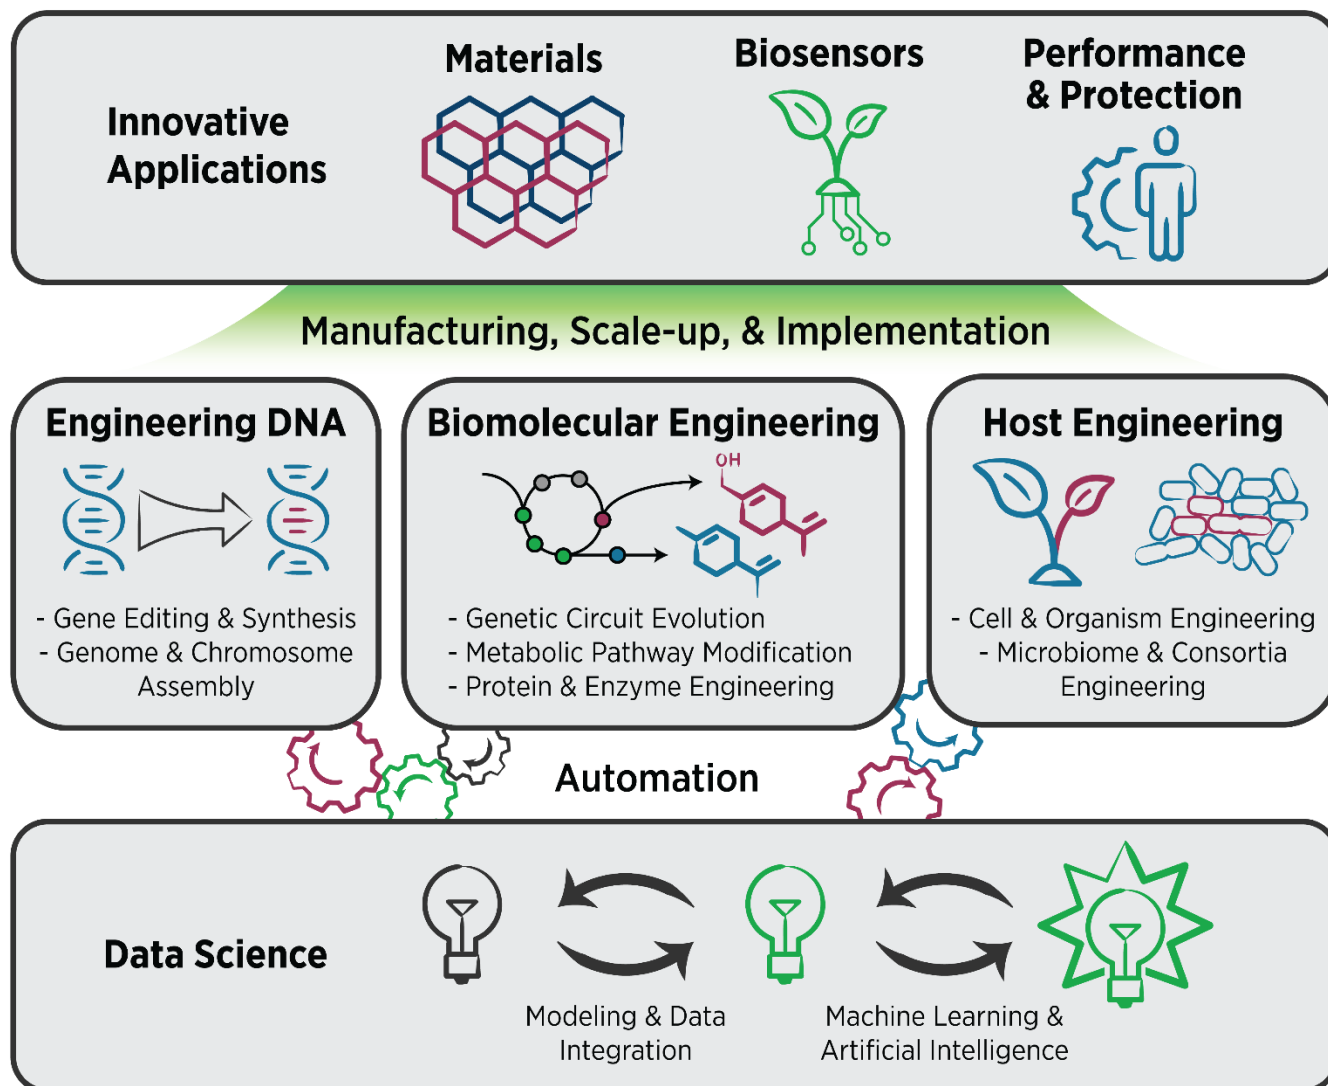 Innovative
Applications
Materials
Biosensors
Performance
& Protection
Manufacturing, Scale-up, & Implementation
Engineering DNA
- Gene Editing & Synthesis
- Genome & Chromosome
Assembly
Biomolecular Engineering
OH
- Genetic Circuit Evolution
- Metabolic Pathway Modification
- Protein & Enzyme Engineering
Host Engineering
- Cell & Organism Engineering
- Microbiome & Consortia
Engineering
Automation
Data Science
Modeling & Data
Integration
Machine Learning &
Artificial Intelligence